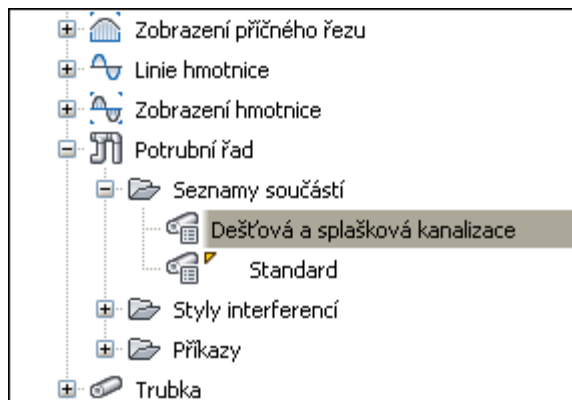 Zobrazení příčného řezu
Linie hmotnice
Zobrazení hmotnice
Potrubní řad
Seznamy součástí
Dešťová a splašková kanalizace
Standard
Styly interferencí
Příkazy
Trubka